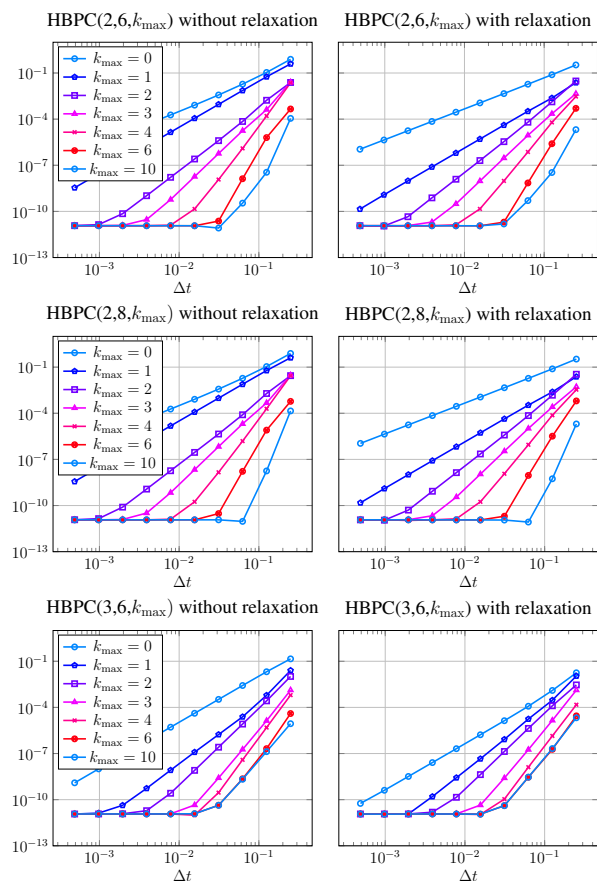 HBPC(2,6,k_max) without relaxation
HBPC(2,6,k_max) with relaxation
10^−1
10^−4
10^−7
10^−10
10^−13
k_max = 0
k_max = 1
k_max = 2
k_max = 3
k_max = 4
k_max = 6
k_max = 10
10^−3
10^−2
10^−1
10^−3
10^−2
10^−1
Δt
Δt
HBPC(2,8,k_max) without relaxation
HBPC(2,8,k_max) with relaxation
10^−1
10^−4
10^−7
10^−10
10^−13
k_max = 0
k_max = 1
k_max = 2
k_max = 3
k_max = 4
k_max = 6
k_max = 10
10^−3
10^−2
10^−1
10^−3
10^−2
10^−1
Δt
Δt
HBPC(3,6,k_max) without relaxation
HBPC(3,6,k_max) with relaxation
10^−1
10^−4
10^−7
10^−10
10^−13
k_max = 0
k_max = 1
k_max = 2
k_max = 3
k_max = 4
k_max = 6
k_max = 10
10^−3
10^−2
10^−1
10^−3
10^−2
10^−1
Δt
Δt